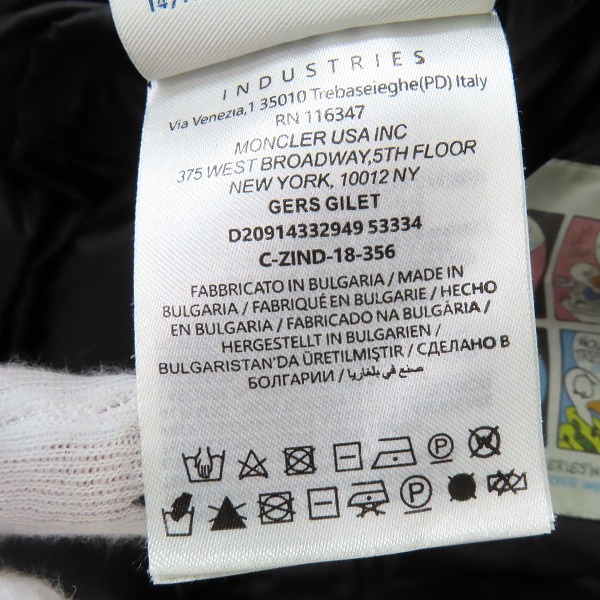 INDUSTRIES
Via Venezia,1 35010 Trebaseieghe(PD) Italy
RN 116347
MONCLER USA INC
375 WEST BROADWAY,5TH FLOOR
NEW YORK, 10012 NY
GERS GILET
D20914332949 53334
C-ZIND-18-356
FABBRICATO IN BULGARIA / MADE IN
BULGARIA / FABRIQUÉ EN BULGARIE / HECHO
EN BULGARIA / FABRICADO NA BULGÁRIA /
HERGESTELLT IN BULGARIEN /
BULGARISTAN'DA ÜRETILMIŞTIR / СДЕЛАНО В
БОЛГАРИИ / صنع في بلغاريا